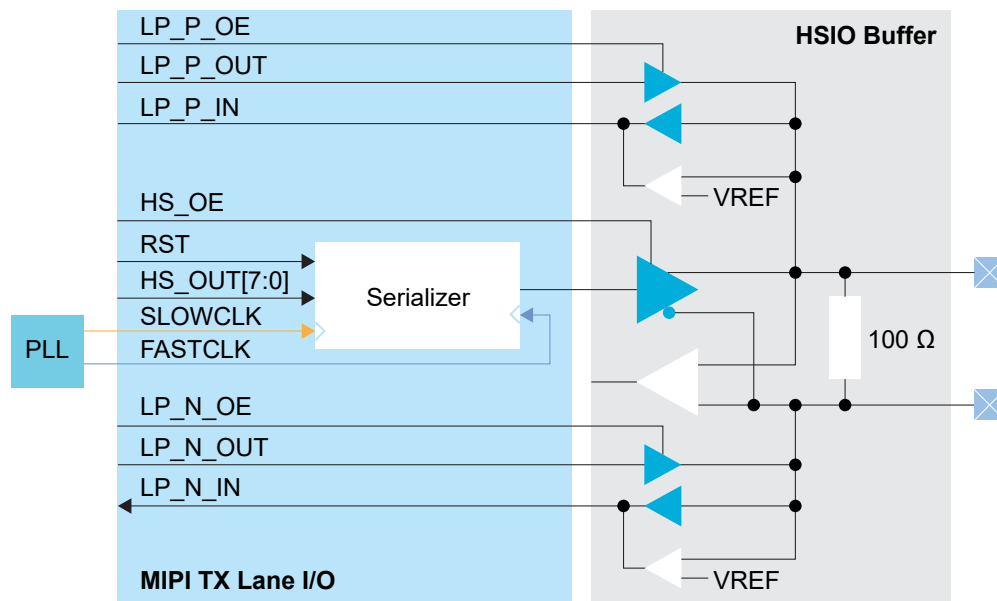 LP_P_OE
HSIO Buffer
LP_P_OUT
LP_P_IN
VREF
HS_OE
RST
HS_OUT[7:0]
Serializer
SLOWCLK
PLL
FASTCLK
100 Ω
LP_N_OE
LP_N_OUT
LP_N_IN
MIPI TX Lane I/O
VREF